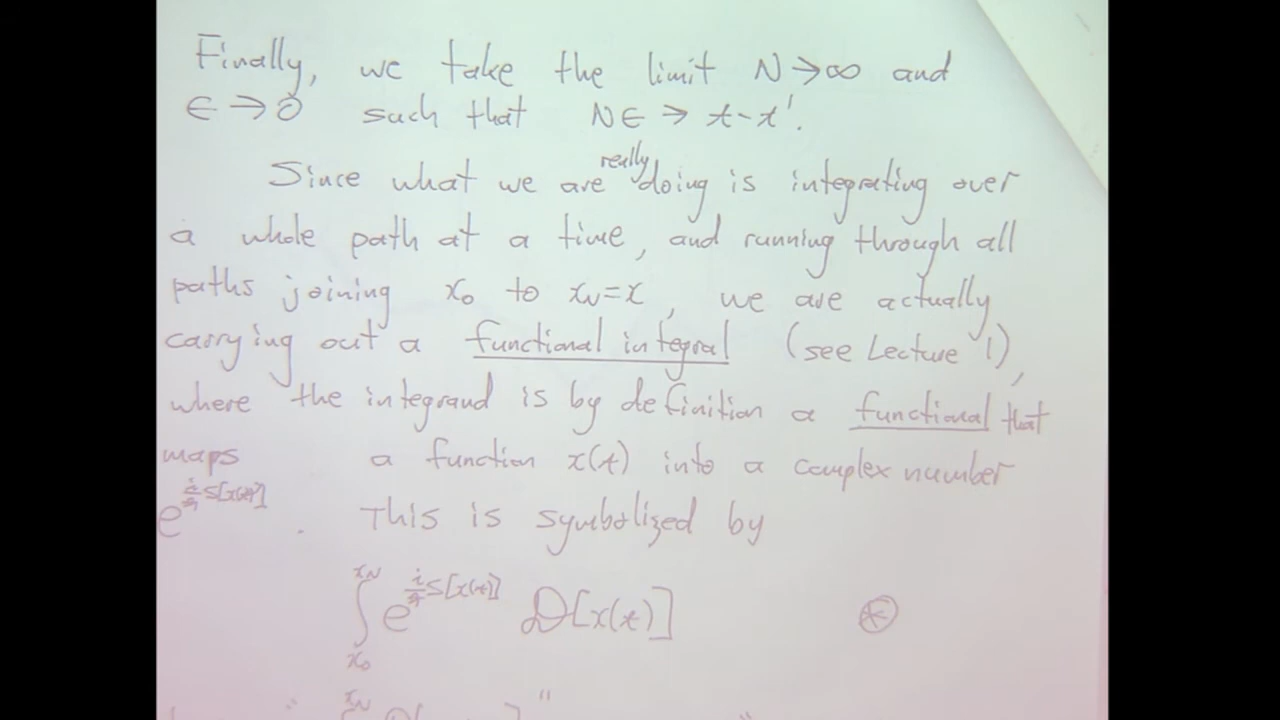 Finally, we take the limit N→∞ and
ϵ→0 such that Nϵ → t-t'.
Since what we are really doing is integrating over
a whole path at a time, and running through all
paths joining x₀ to x_N=x, we are actually
carrying out a functional integral (see Lecture 1),
where the integrand is by definition a functional that
maps a function x(t) into a complex number
e^{\frac{i}{ħ}S[x(t)]}. This is symbolized by
∫_{x₀}^{x_N} e^{\frac{i}{ħ}S[x(t)]} 𝒟[x(t)] ⊛